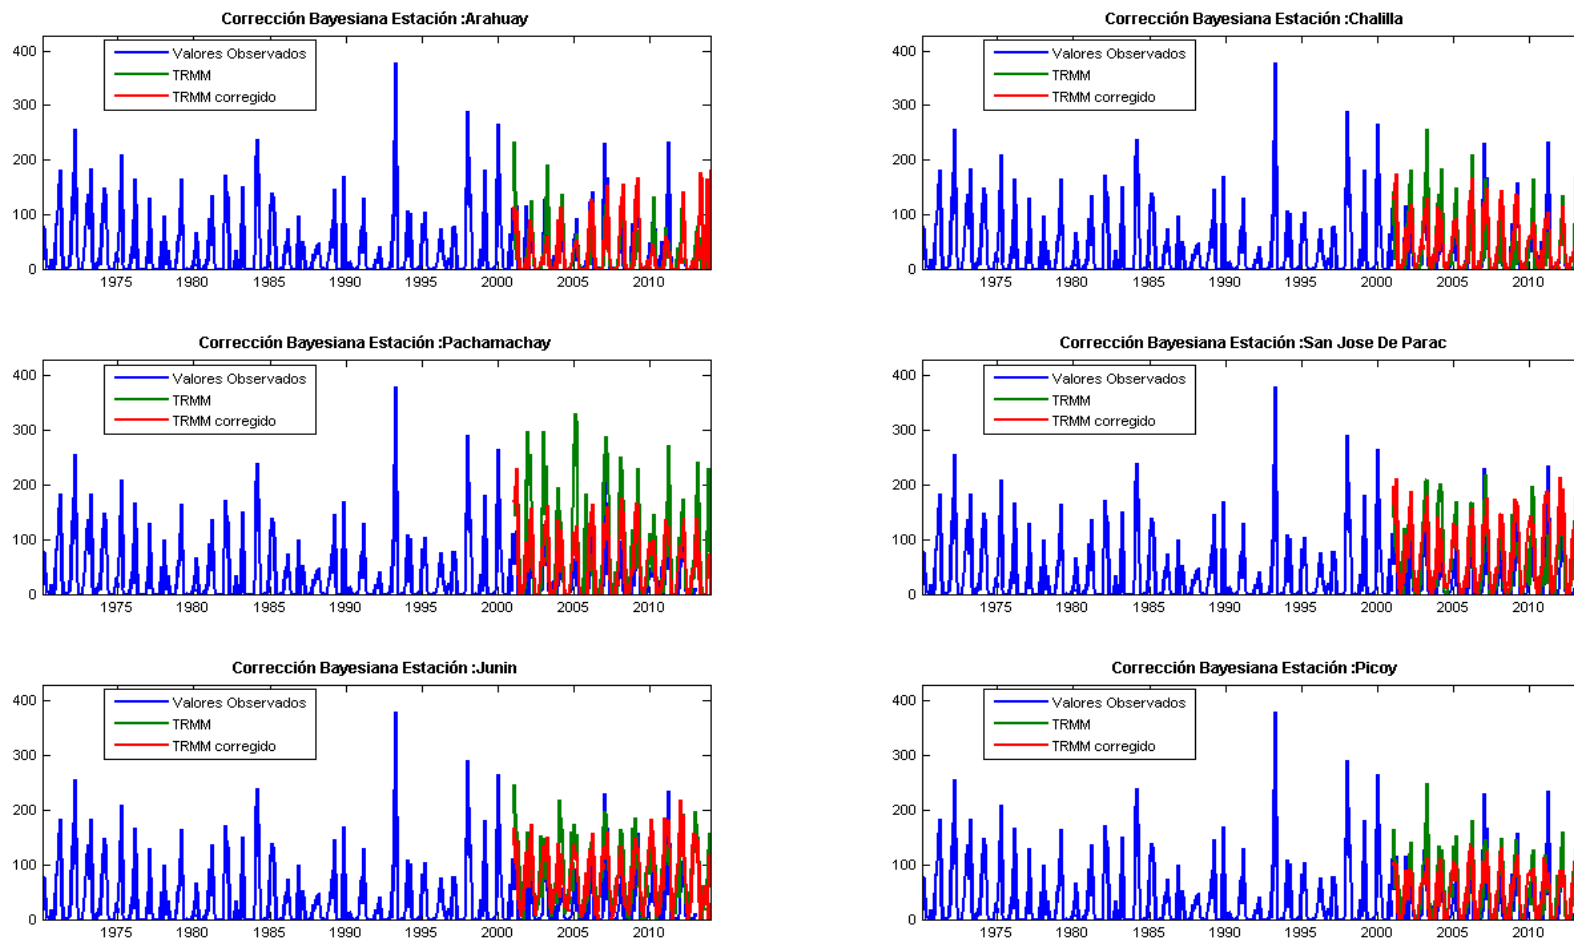 Corrección Bayesiana Estación :Arahuay
400
300
200
100
0
Valores Observados
TRMM
TRMM corregido
1975 1980 1985 1990 1995 2000 2005 2010
Corrección Bayesiana Estación :Chalilla
400
300
200
100
0
Valores Observados
TRMM
TRMM corregido
1975 1980 1985 1990 1995 2000 2005 2010
Corrección Bayesiana Estación :Pachamachay
400
300
200
100
0
Valores Observados
TRMM
TRMM corregido
1975 1980 1985 1990 1995 2000 2005 2010
Corrección Bayesiana Estación :San Jose De Parac
400
300
200
100
0
Valores Observados
TRMM
TRMM corregido
1975 1980 1985 1990 1995 2000 2005 2010
Corrección Bayesiana Estación :Junin
400
300
200
100
0
Valores Observados
TRMM
TRMM corregido
1975 1980 1985 1990 1995 2000 2005 2010
Corrección Bayesiana Estación :Picoy
400
300
200
100
0
Valores Observados
TRMM
TRMM corregido
1975 1980 1985 1990 1995 2000 2005 2010